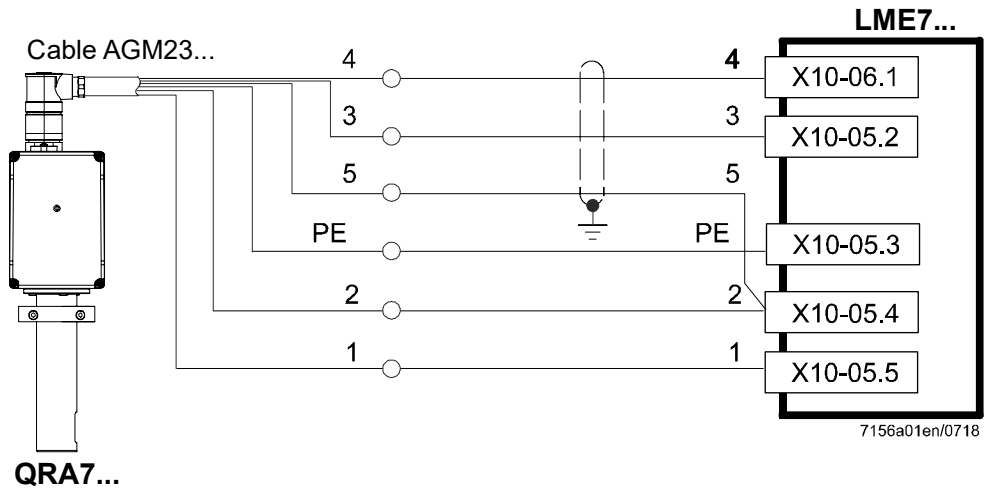 LME7...
Cable AGM23...
4 4 X10-06.1
3 3 X10-05.2
5 5
PE PE X10-05.3
2 2 X10-05.4
1 1 X10-05.5
7156a01en/0718
QRA7...